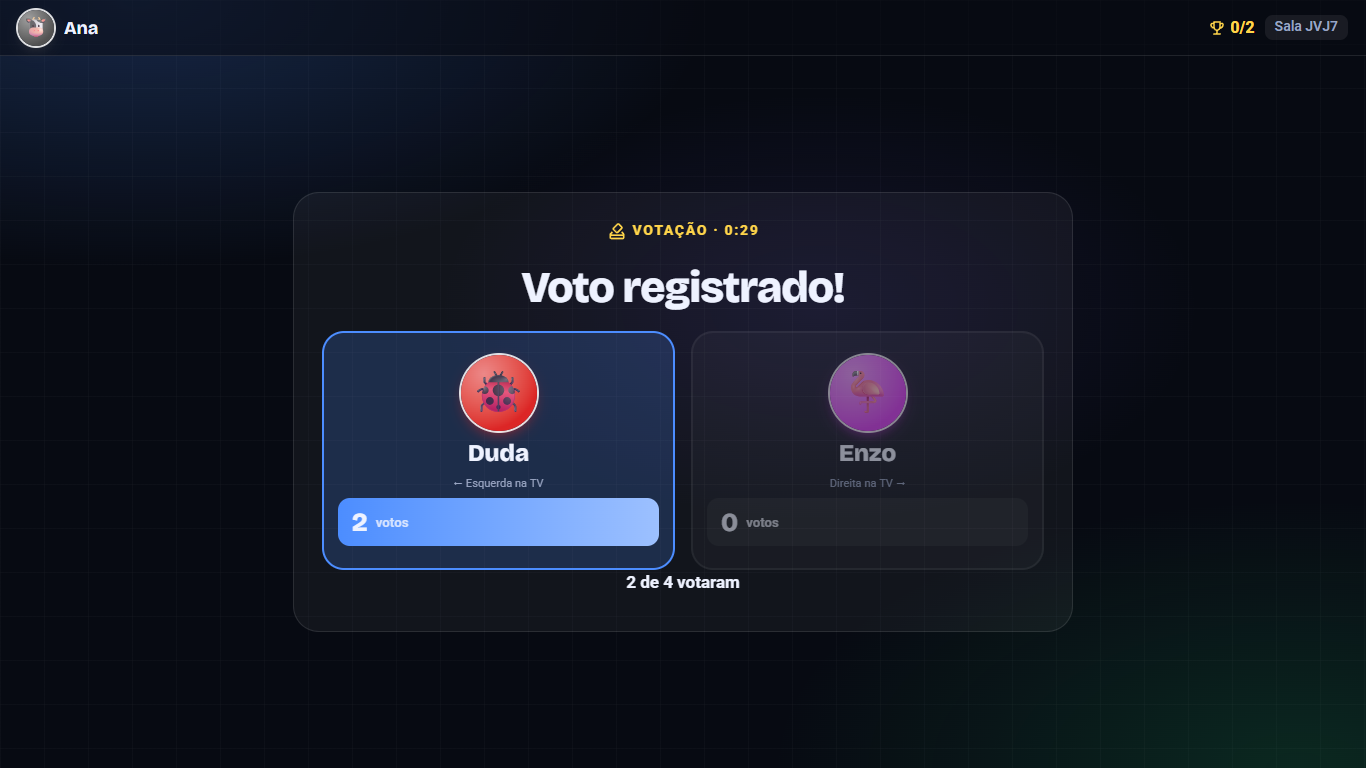 Ana
0/2
Sala JVJ7
VOTAÇÃO · 0:29
Voto registrado!
Duda
← Esquerda na TV
2 votos
Enzo
Direita na TV →
0 votos
2 de 4 votaram